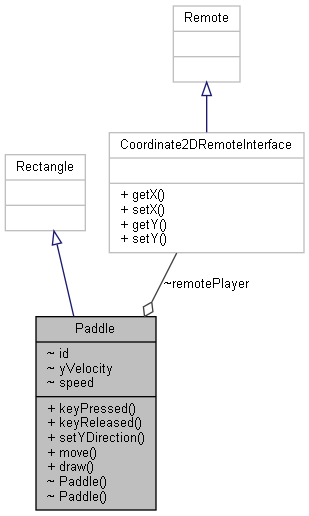 Remote
Coordinate2DRemoteInterface
+ getX()
+ setX()
+ getY()
+ setY()
Rectangle
~remotePlayer
Paddle
~ id
~ yVelocity
~ speed
+ keyPressed()
+ keyReleased()
+ setYDirection()
+ move()
+ draw()
~ Paddle()
~ Paddle()